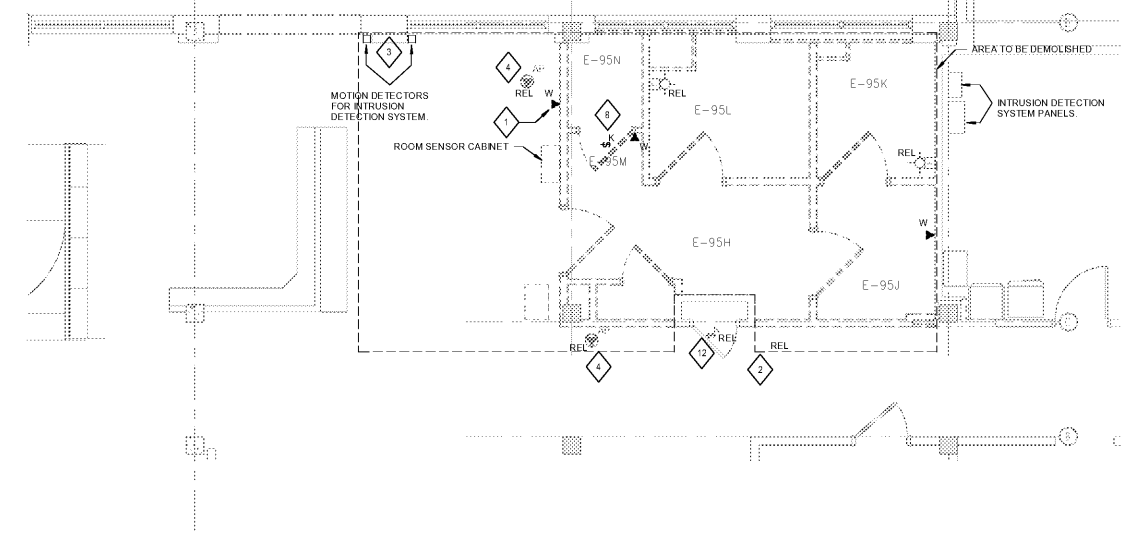 AREA TO BE DEMOLISHED
3
4
AP
REL
W
E-95N
REL
E-95L
E-95K
MOTION DETECTORS
FOR INTRUSION
DETECTION SYSTEM.
INTRUSION DETECTION
SYSTEM PANELS.
1
8
K
S
W
ROOM SENSOR CABINET
E-95M
REL
W
E-95H
E-95J
REL
REL
REL
4
12
2